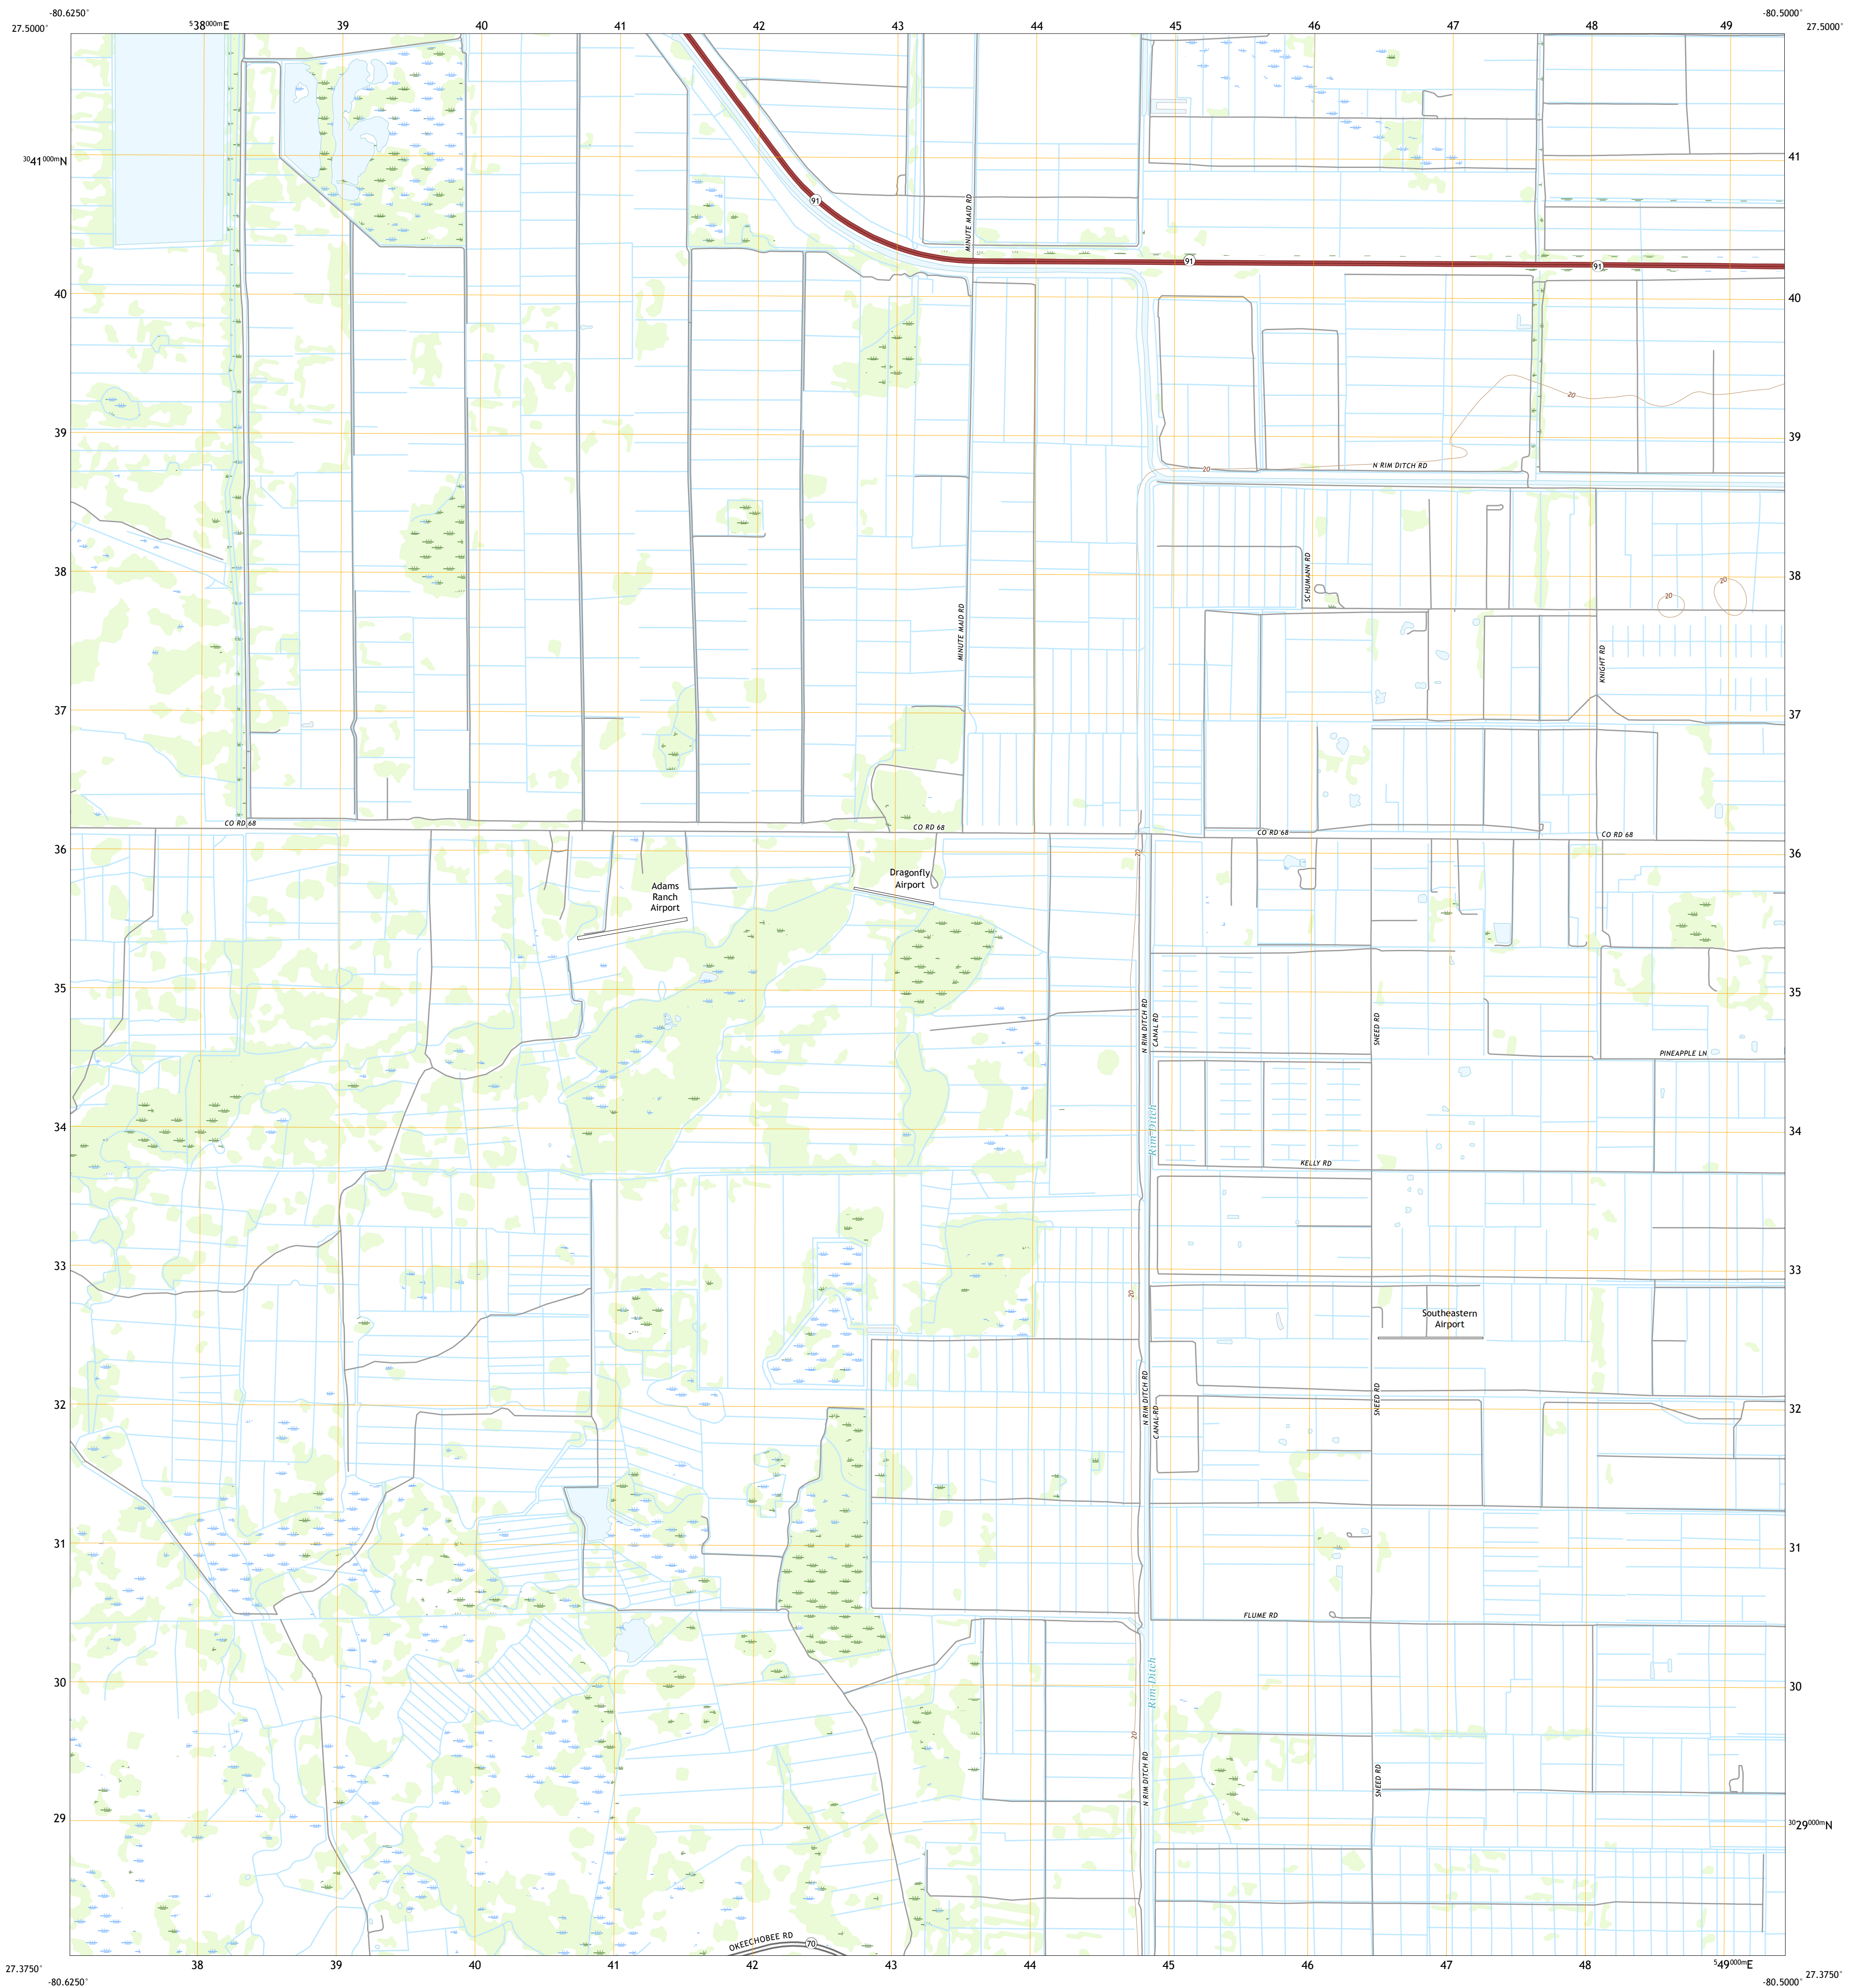 -80.6250°
-80.5000°
27.5000°
⁵38⁰⁰⁰ᵐE
39
40
41
42
43
44
45
46
47
48
49
27.5000°
³⁰41⁰⁰⁰ᵐN
41
91
MINUTE MAID RD
91
91
40
40
20
39
39
20
N RIM DITCH RD
38
SCHUMANN RD
20
20
38
MINUTE MAID RD
KNIGHT RD
37
37
CO RD 68
CO RD 68
CO RD 68
CO RD 68
36
20
36
Adams
Ranch
Airport
Dragonfly
Airport
35
35
N RIM DITCH RD
CANAL RD
SNEED RD
PINEAPPLE LN
34
Rim Ditch
34
KELLY RD
33
33
20
Southeastern
Airport
32
N RIM DITCH RD
CANAL RD
SNEED RD
32
31
31
FLUME RD
30
Rim Ditch
30
20
N RIM DITCH RD
SNEED RD
29
³⁰29⁰⁰⁰ᵐN
OKEECHOBEE RD
70
27.3750°
38
39
40
41
42
43
44
45
46
47
48
⁵49⁰⁰⁰ᵐE
27.3750°
-80.6250°
-80.5000°